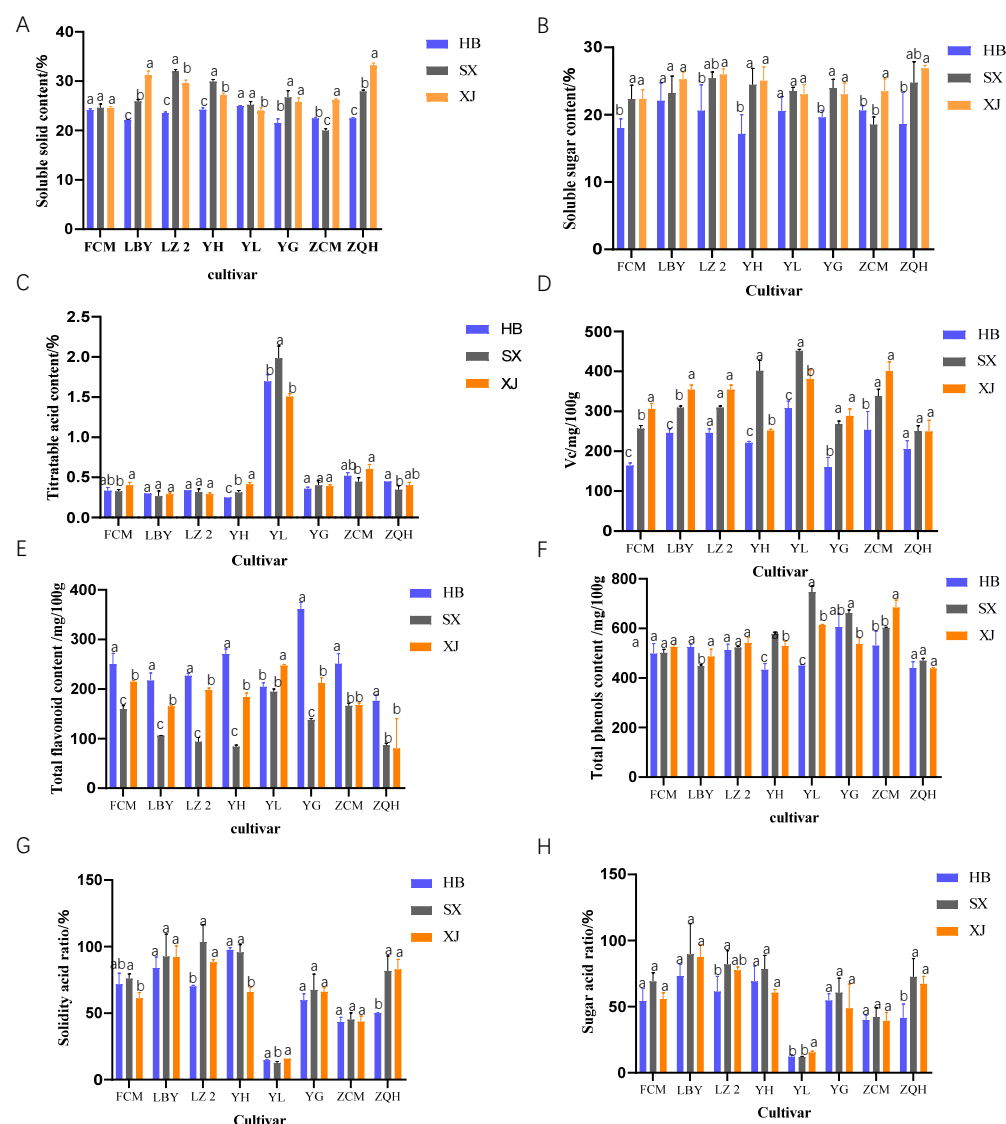 A
Soluble solid content/%
40
30
20
10
0
a a a
c b a
c a b
c a b
a a b
b a a
b c a
c b a
FCM LBY LZ 2 YH YL YG ZCM ZQH
cultivar
HB
SX
XJ
B
Soluble sugar content/%
30
20
10
0
b a a
a a a
b ab a
b a a
a a a
b a a
b b a
b ab a
FCM LBY LZ 2 YH YL YG ZCM ZQH
Cultivar
HB
SX
XJ
C
Titratable acid content/%
2.5
2.0
1.5
1.0
0.5
0.0
ab b a
a a a
a a a
c b a
b a b
a a a
ab b a
a b ab
FCM LBY LZ 2 YH YL YG ZCM ZQH
Cultivar
HB
SX
XJ
D
Vc/mg/100g
500
400
300
200
100
0
c b a
c b a
c b a
c a b
c a b
b a a
b a a
a a a
FCM LBY LZ 2 YH YL YG ZCM ZQH
Cultivar
HB
SX
XJ
E
Total flavonoid content /mg/100g
400
300
200
100
0
a c b
a c b
a c b
a c b
b b a
a c b
a b b
a b b
FCM LBY LZ 2 YH YL YG ZCM ZQH
cultivar
HB
SX
XJ
F
Total phenols content /mg/100g
a
800
600
400
200
0
a a a
a b a
a a a
b a b
c a b
ab a b
b b a
a a a
FCM LBY LZ 2 YH YL YG ZCM ZQH
cultivar
HB
SX
XJ
G
Solidity acid ratio/%
150
100
50
0
ab a b
a a a
b a a
a a b
a b a
a a a
a a a
b a a
FCM LBY LZ 2 YH YL YG ZCM ZQH
Cultivar
HB
SX
XJ
H
Sugar acid ratio/%
150
100
50
0
a a a
a a a
b a ab
a a a
b b a
a a a
a a a
b a a
FCM LBY LZ 2 YH YL YG ZCM ZQH
Cultivar
HB
SX
XJ